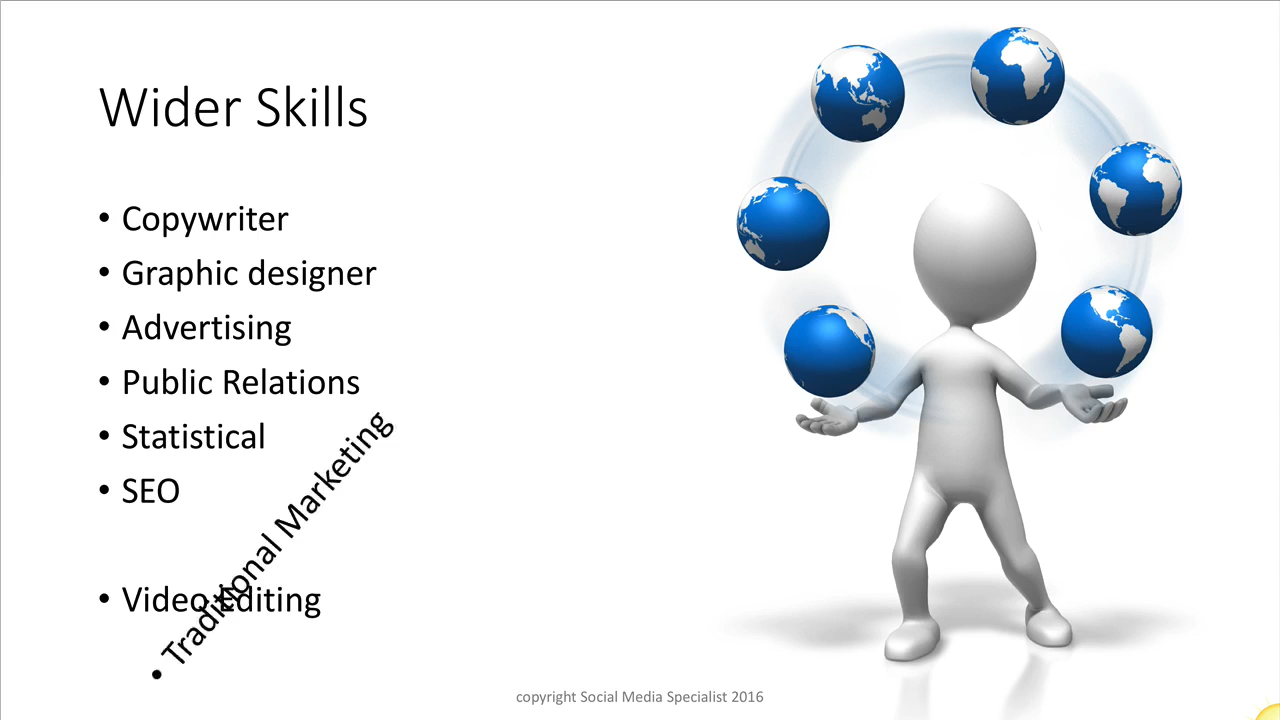 Wider Skills
• Copywriter
• Graphic designer
• Advertising
• Public Relations
• Statistical
• SEO
• Traditional Marketing
• Video editing
copyright Social Media Specialist 2016